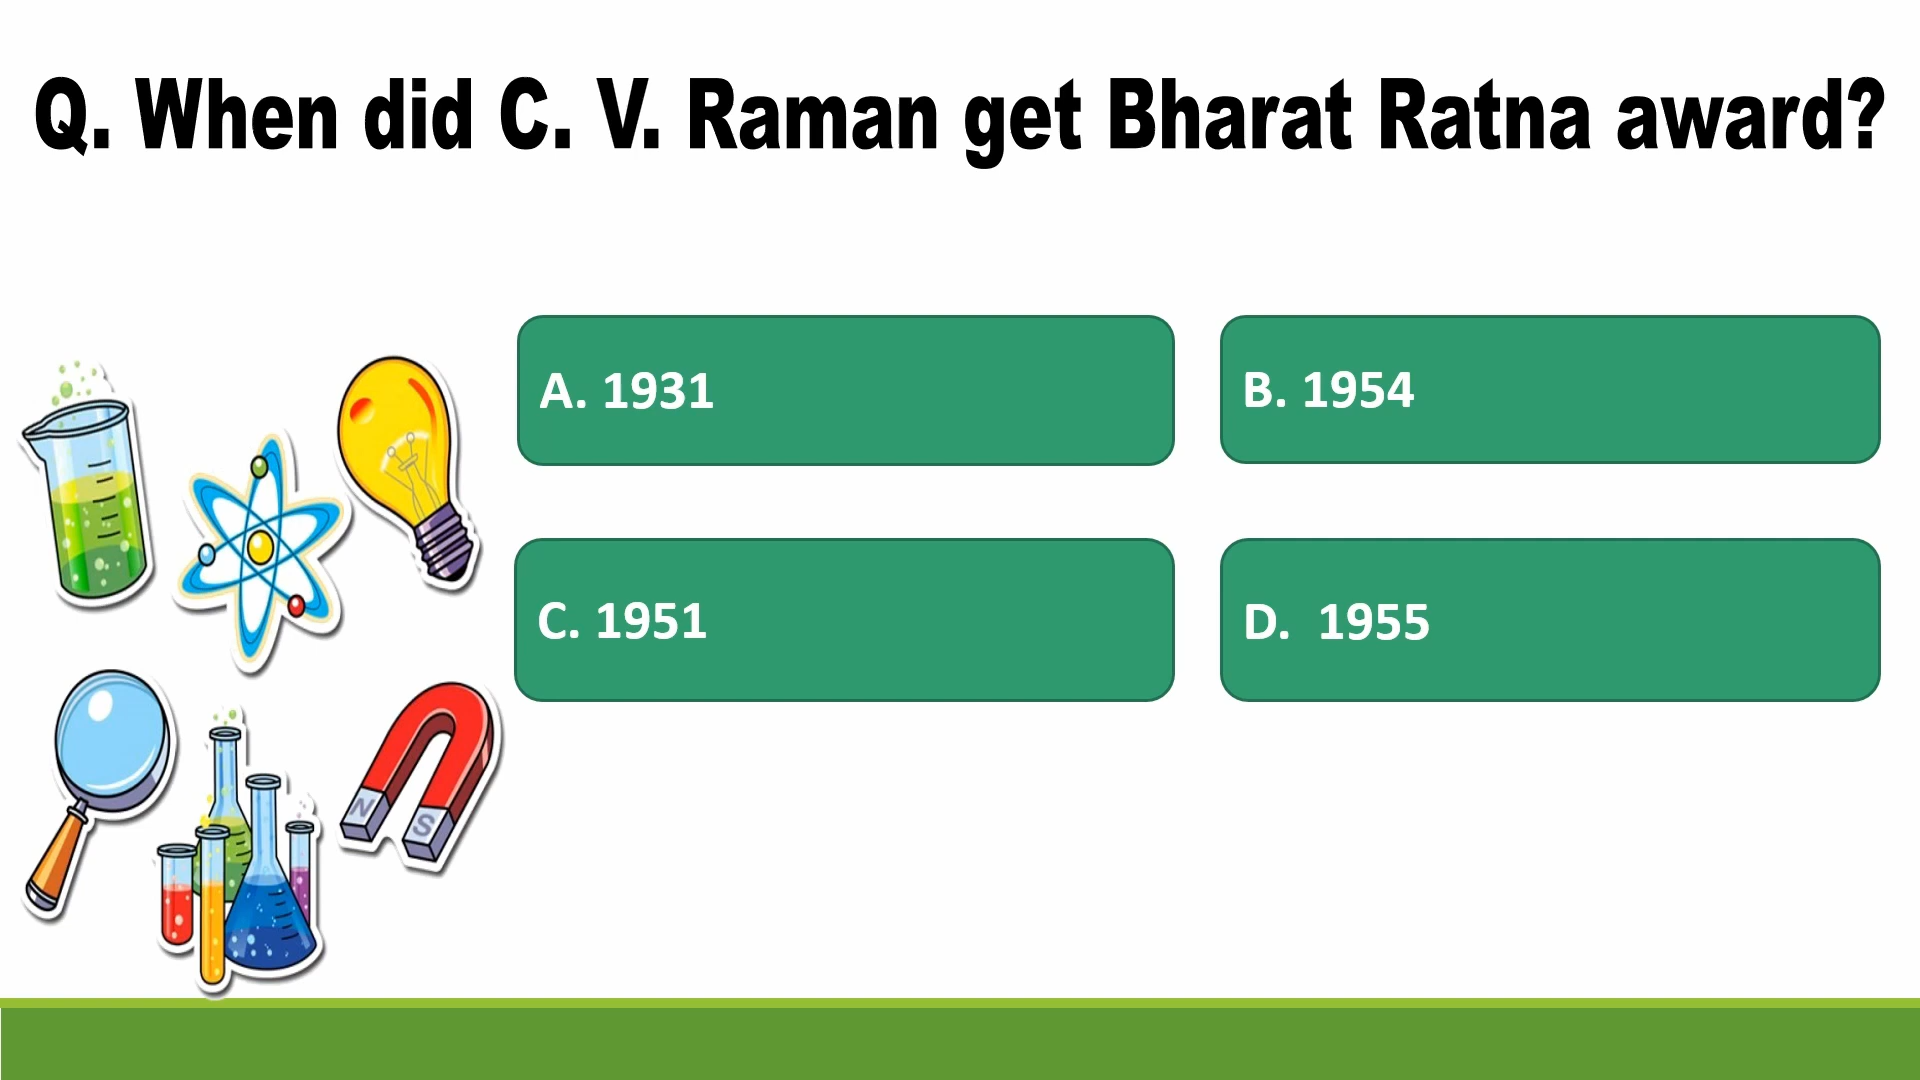 Q. When did C. V. Raman get Bharat Ratna award?
A. 1931
B. 1954
C. 1951
D. 1955
N
S